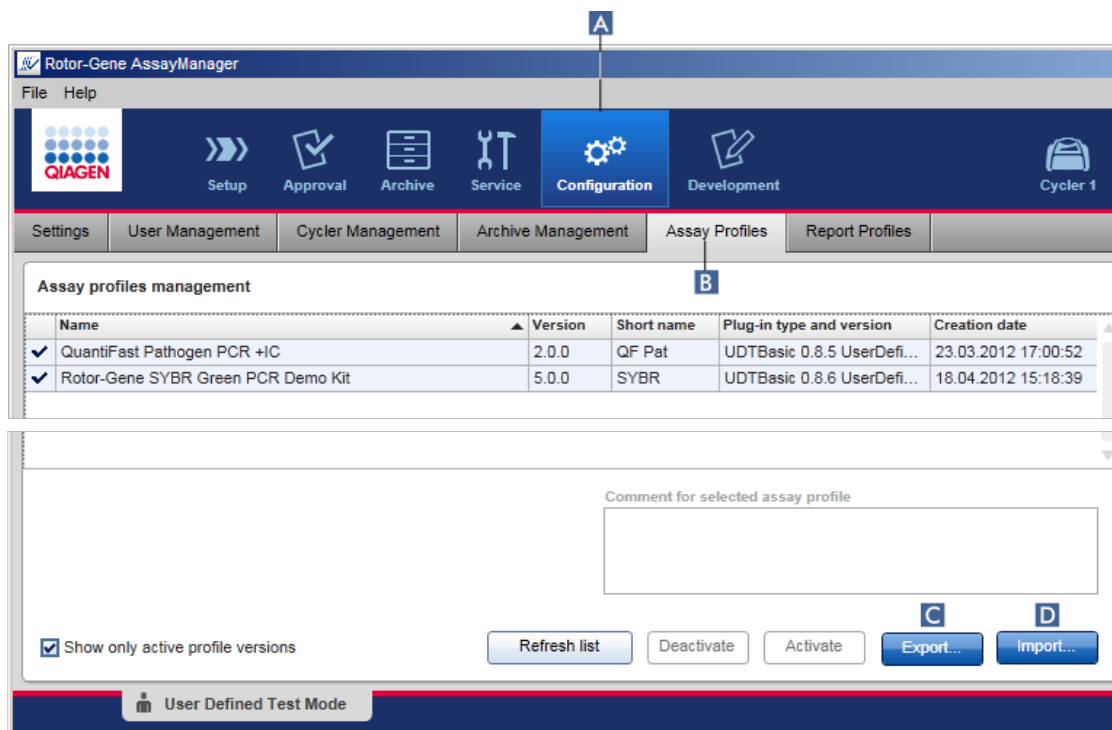 A
Rotor-Gene AssayManager
File Help
QIAGEN
Setup Approval Archive Service Configuration Development Cycler 1
Settings User Management Cycler Management Archive Management Assay Profiles Report Profiles
B
Assay profiles management
Name Version Short name Plug-in type and version Creation date
QuantiFast Pathogen PCR +IC 2.0.0 QF Pat UDTBasic 0.8.5 UserDefi... 23.03.2012 17:00:52
Rotor-Gene SYBR Green PCR Demo Kit 5.0.0 SYBR UDTBasic 0.8.6 UserDefi... 18.04.2012 15:18:39
Comment for selected assay profile
C D
Show only active profile versions Refresh list Deactivate Activate Export... Import...
User Defined Test Mode